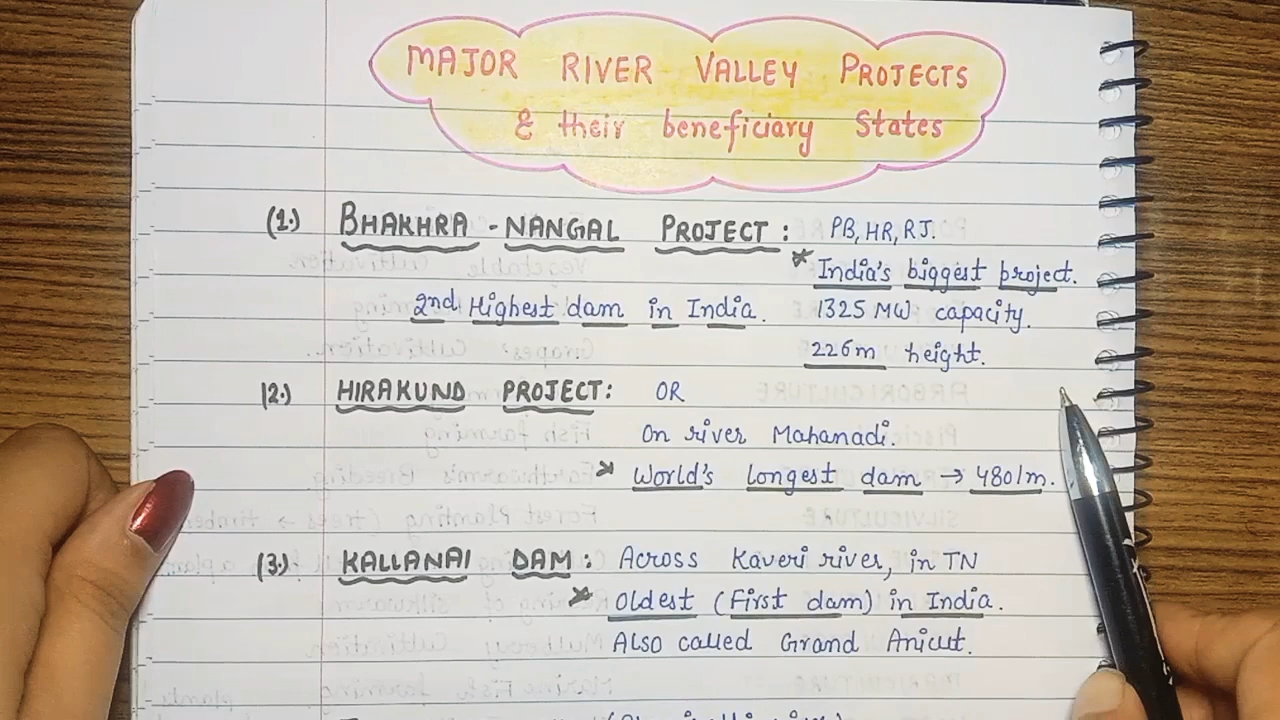 MAJOR RIVER VALLEY PROJECTS
& their beneficiary States
(1.) BHAKHRA - NANGAL PROJECT : PB, HR, RJ.
* India's biggest project.
2nd Highest dam in India. 1325 MW capacity.
226m height.
(2.) HIRAKUND PROJECT: OR
On river Mahanadi.
* World's longest dam → 4801m.
(3.) KALLANAI DAM : Across Kaveri river, in TN
* Oldest (First dam) in India.
Also called Grand Anicut.